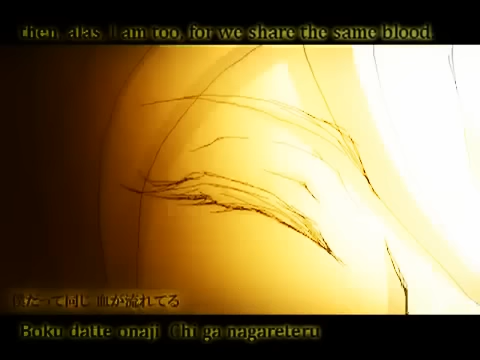 then, alas, I am too, for we share the same blood.
僕だって同じ 血が流れてる
Boku datte onaji Chi ga nagareteru